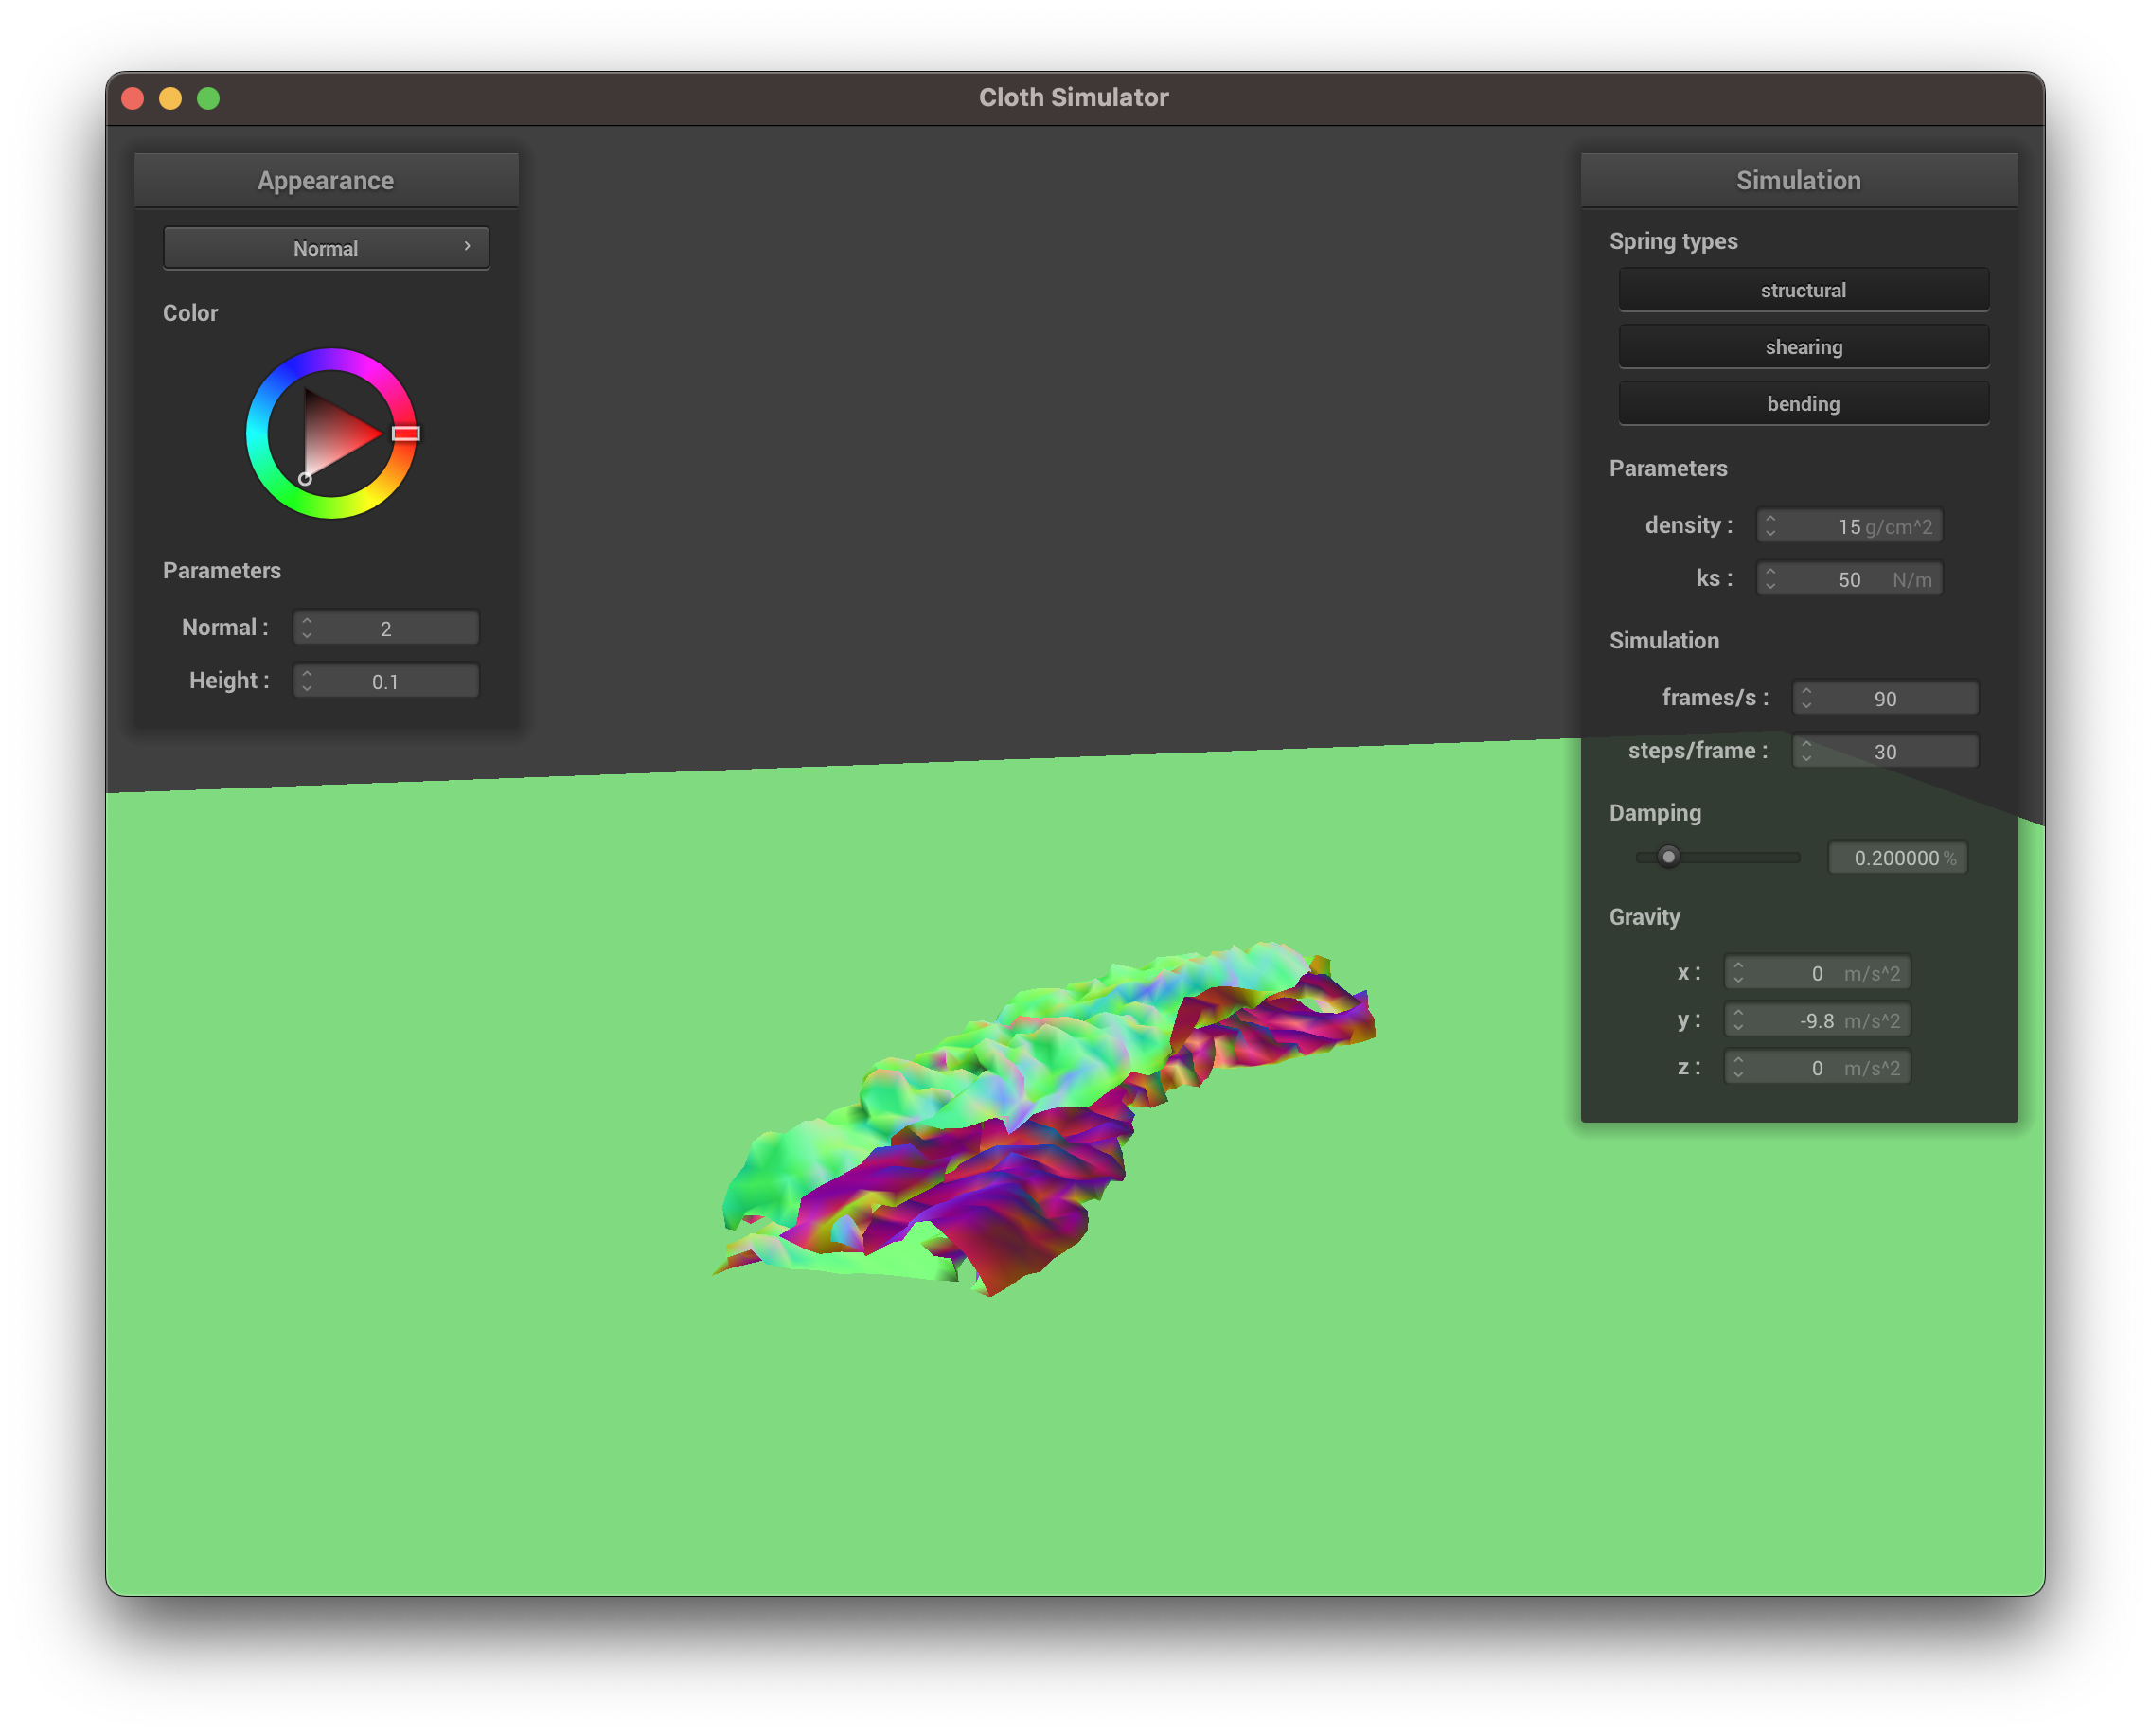 Cloth Simulator
Appearance
Normal
Color
Parameters
Normal : 2
Height : 0.1
Simulation
Spring types
structural
shearing
bending
Parameters
density : 15 g/cm^2
ks : 50 N/m
Simulation
frames/s : 90
steps/frame : 30
Damping
0.200000 %
Gravity
x : 0 m/s^2
y : -9.8 m/s^2
z : 0 m/s^2